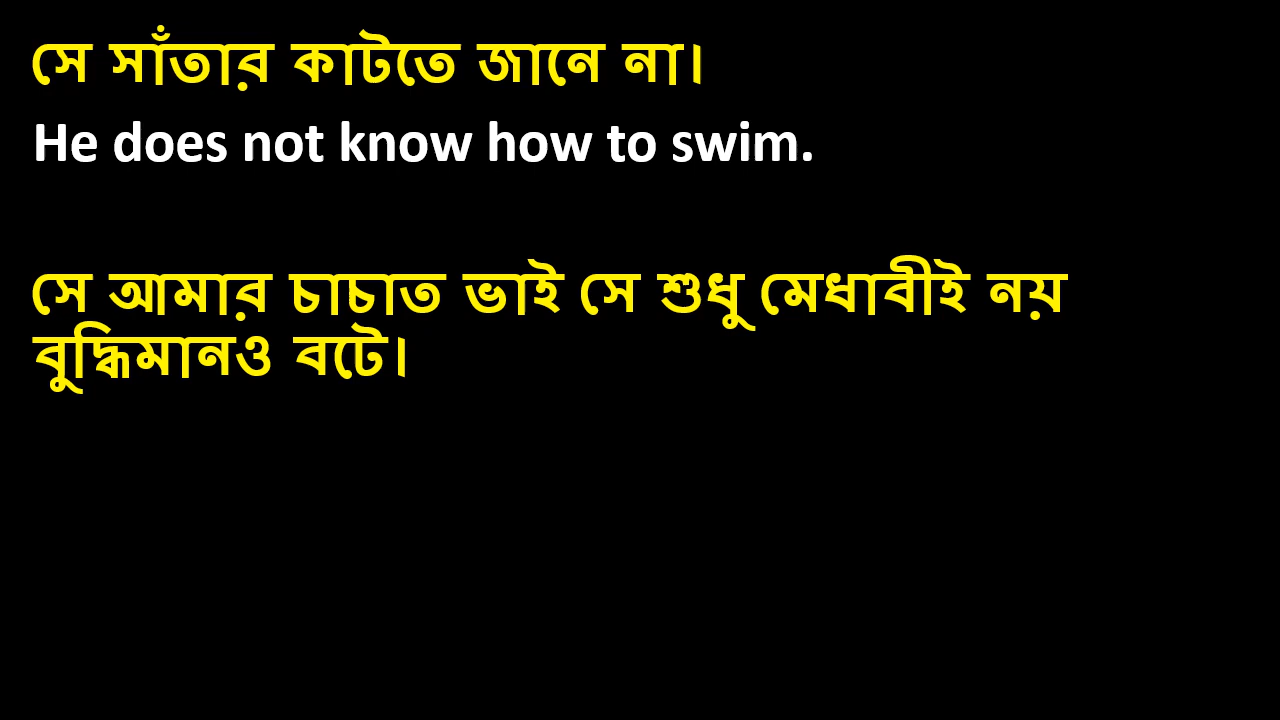 সে সাঁতার কাটতে জানে না।
He does not know how to swim.
সে আমার চাচাত ভাই সে শুধু মেধাবীই নয়
বুদ্ধিমানও বটে।